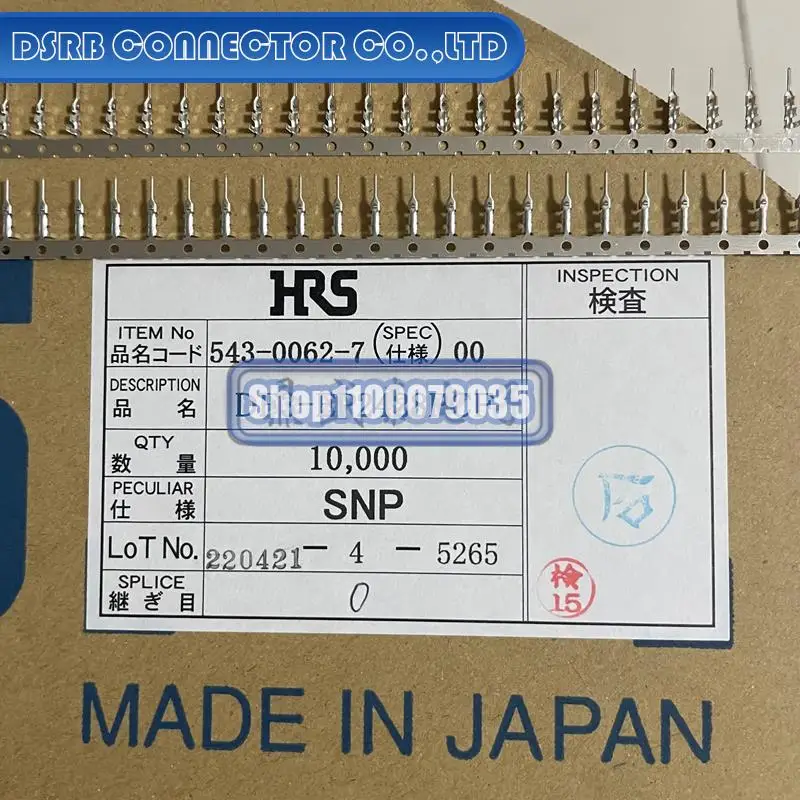 DSRB CONNECTOR CO.,LTD
HRS
INSPECTION
検査
ITEM No
品名コード 543-0062-7 (SPEC 仕様) 00
DESCRIPTION
品 名
Shop1100879035
QTY
数 量 10,000
PECULIAR
仕 様 SNP
LoT No. 220421 - 4 - 5265
SPLICE
継ぎ目 0
検
15
MADE IN JAPAN